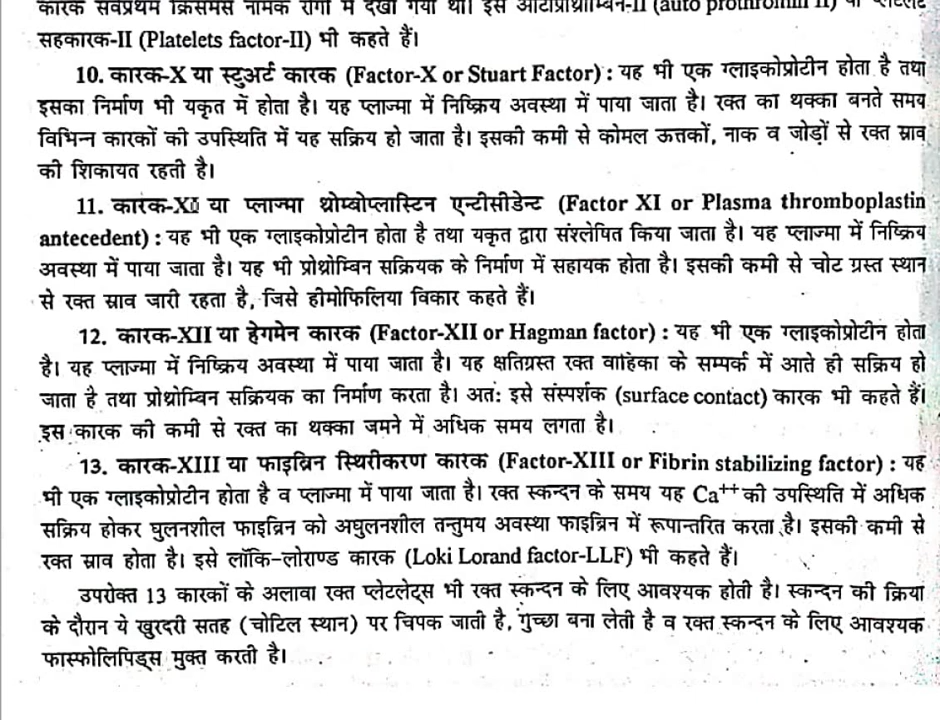 कारक सर्वप्रथम क्रिसमस नामक रोगी में देखा गया था। इसे ऑटोप्रोथ्रोम्बिन-II (auto prothrombin II) या प्लेटलेट
सहकारक-II (Platelets factor-II) भी कहते हैं।
10. कारक-X या स्टुअर्ट कारक (Factor-X or Stuart Factor) : यह भी एक ग्लाइकोप्रोटीन होता है तथा
इसका निर्माण भी यकृत में होता है। यह प्लाज्मा में निष्क्रिय अवस्था में पाया जाता है। रक्त का थक्का बनते समय
विभिन्न कारकों की उपस्थिति में यह सक्रिय हो जाता है। इसकी कमी से कोमल ऊत्तकों, नाक व जोड़ों से रक्त स्राव
की शिकायत रहती है।
11. कारक-XI या प्लाज्मा थ्रोम्बोप्लास्टिन एन्टीसीडेन्ट (Factor XI or Plasma thromboplastin
antecedent) : यह भी एक ग्लाइकोप्रोटीन होता है तथा यकृत द्वारा संश्लेषित किया जाता है। यह प्लाज्मा में निष्क्रिय
अवस्था में पाया जाता है। यह भी प्रोथ्रोम्बिन सक्रियक के निर्माण में सहायक होता है। इसकी कमी से चोट ग्रस्त स्थान
से रक्त स्राव जारी रहता है, जिसे हीमोफिलिया विकार कहते हैं।
12. कारक-XII या हेगमेन कारक (Factor-XII or Hagman factor) : यह भी एक ग्लाइकोप्रोटीन होता
है। यह प्लाज्मा में निष्क्रिय अवस्था में पाया जाता है। यह क्षतिग्रस्त रक्त वाहिका के सम्पर्क में आते ही सक्रिय हो
जाता है तथा प्रोथ्रोम्बिन सक्रियक का निर्माण करता है। अतः इसे संस्पर्शक (surface contact) कारक भी कहते हैं।
इस कारक की कमी से रक्त का थक्का जमने में अधिक समय लगता है।
13. कारक-XIII या फाइब्रिन स्थिरीकरण कारक (Factor-XIII or Fibrin stabilizing factor) : यह
भी एक ग्लाइकोप्रोटीन होता है व प्लाज्मा में पाया जाता है। रक्त स्कन्दन के समय यह Ca⁺⁺ की उपस्थिति में अधिक
सक्रिय होकर घुलनशील फाइब्रिन को अघुलनशील तन्तुमय अवस्था फाइब्रिन में रूपान्तरित करता है। इसकी कमी से
रक्त स्राव होता है। इसे लॉकि-लोराण्ड कारक (Loki Lorand factor-LLF) भी कहते हैं।
उपरोक्त 13 कारकों के अलावा रक्त प्लेटलेट्स भी रक्त स्कन्दन के लिए आवश्यक होती है। स्कन्दन की क्रिया
के दौरान ये खुरदरी सतह (चोटिल स्थान) पर चिपक जाती है, गुच्छा बना लेती है व रक्त स्कन्दन के लिए आवश्यक
फास्फोलिपिड्स मुक्त करती है।